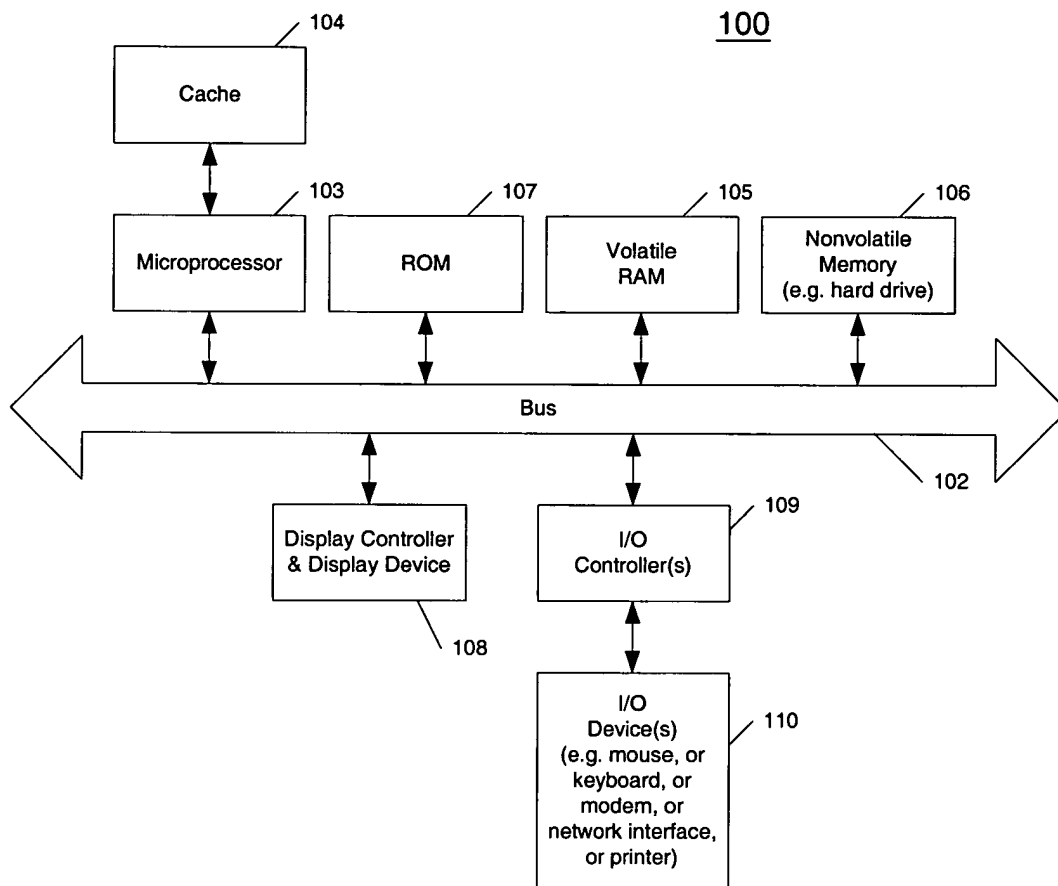 100
104
Cache
103
Microprocessor
107
ROM
105
Volatile
RAM
106
Nonvolatile
Memory
(e.g. hard drive)
Bus
102
Display Controller
& Display Device
108
109
I/O
Controller(s)
110
I/O
Device(s)
(e.g. mouse, or
keyboard, or
modem, or
network interface,
or printer)